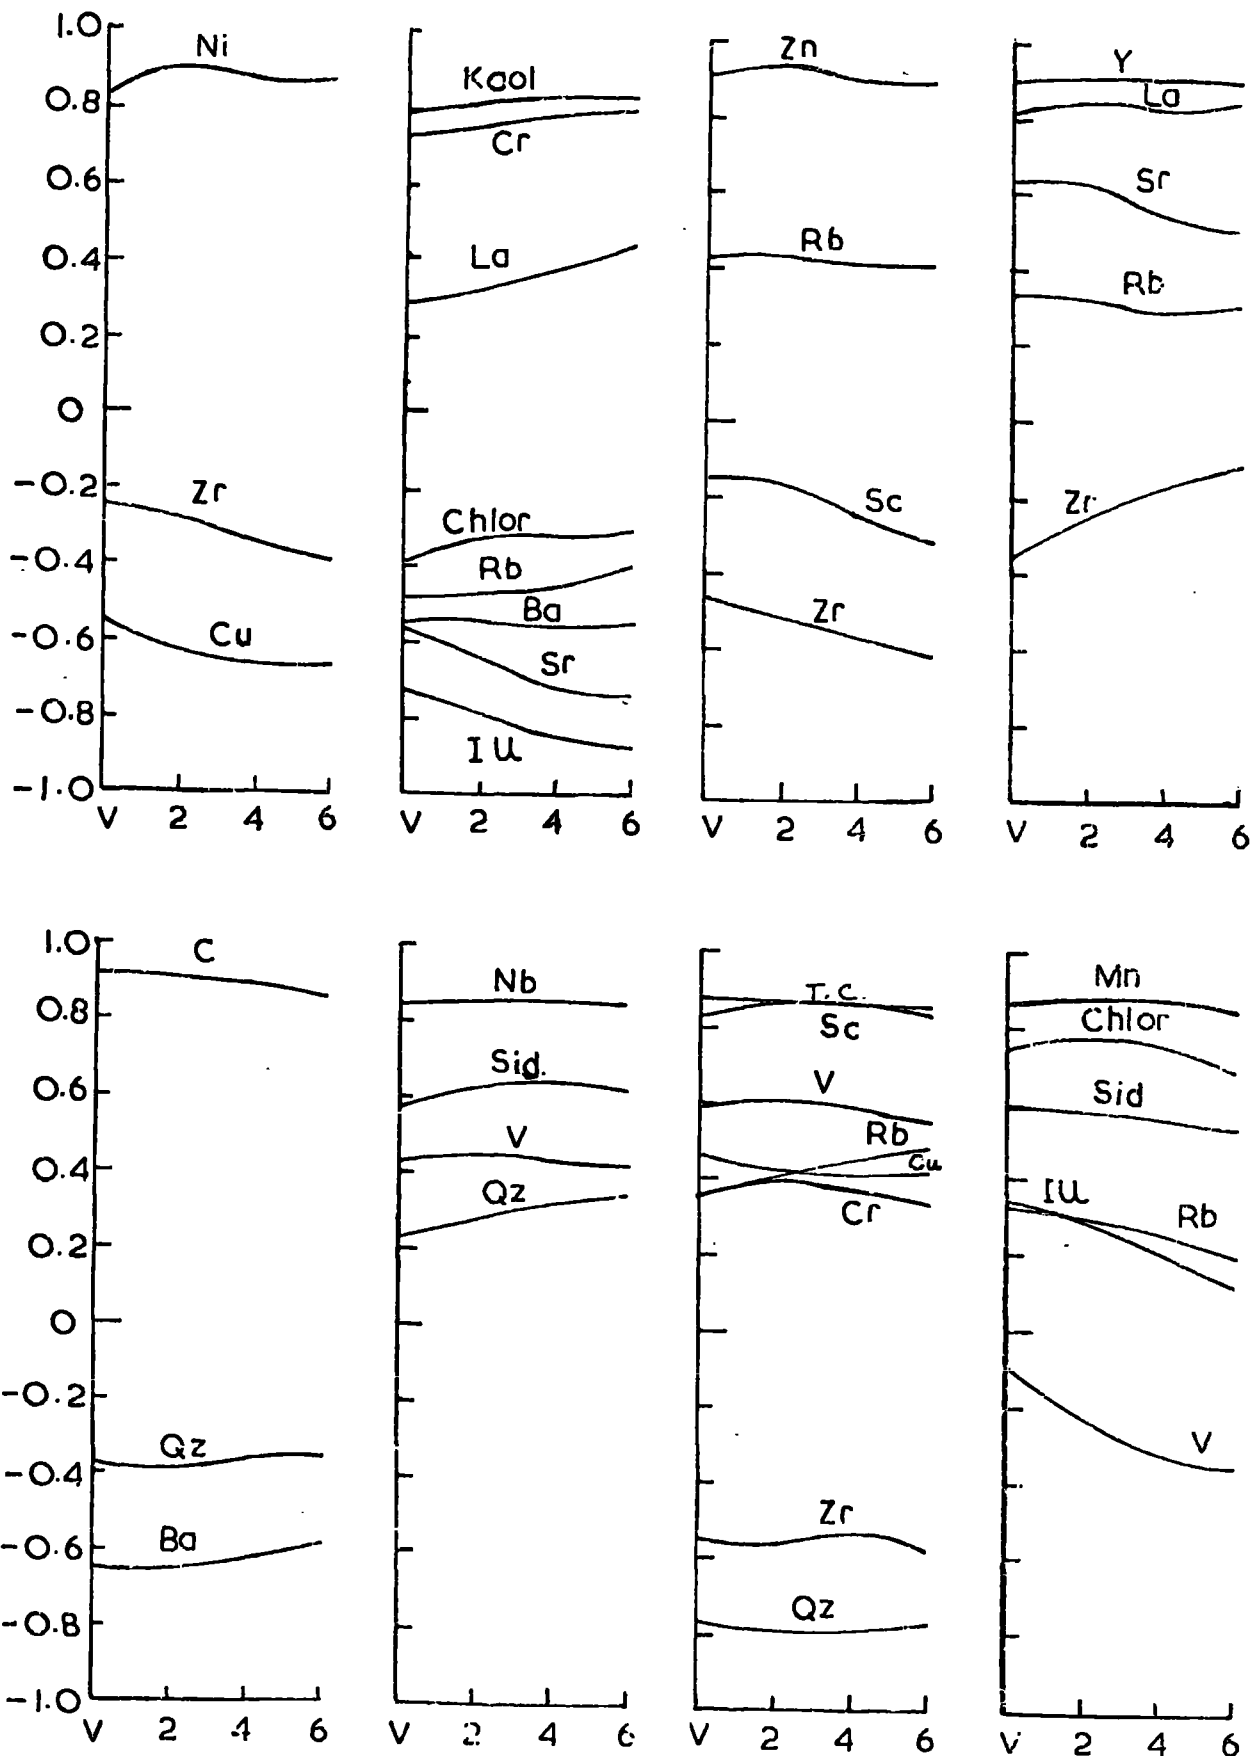 1.0
0.8
0.6
0.4
0.2
0
-0.2
-0.4
-0.6
-0.8
-1.0
Ni
Zr
Cu
V 2 4 6
Kaol
Cr
La
Chlor
Rb
Ba
Sr
IU
V 2 4 6
Zn
Rb
Sc
Zr
V 2 4 6
Y
La
Sr
Rb
Zr
V 2 4 6
1.0
0.8
0.6
0.4
0.2
0
-0.2
-0.4
-0.6
-0.8
-1.0
C
Qz
Ba
V 2 4 6
Nb
Sid.
V
Qz
V 2 4 6
T.C.
Sc
V
Rb
Cu
Cr
Zr
Qz
V 2 4 6
Mn
Chlor
Sid
IU
Rb
V
V 2 4 6